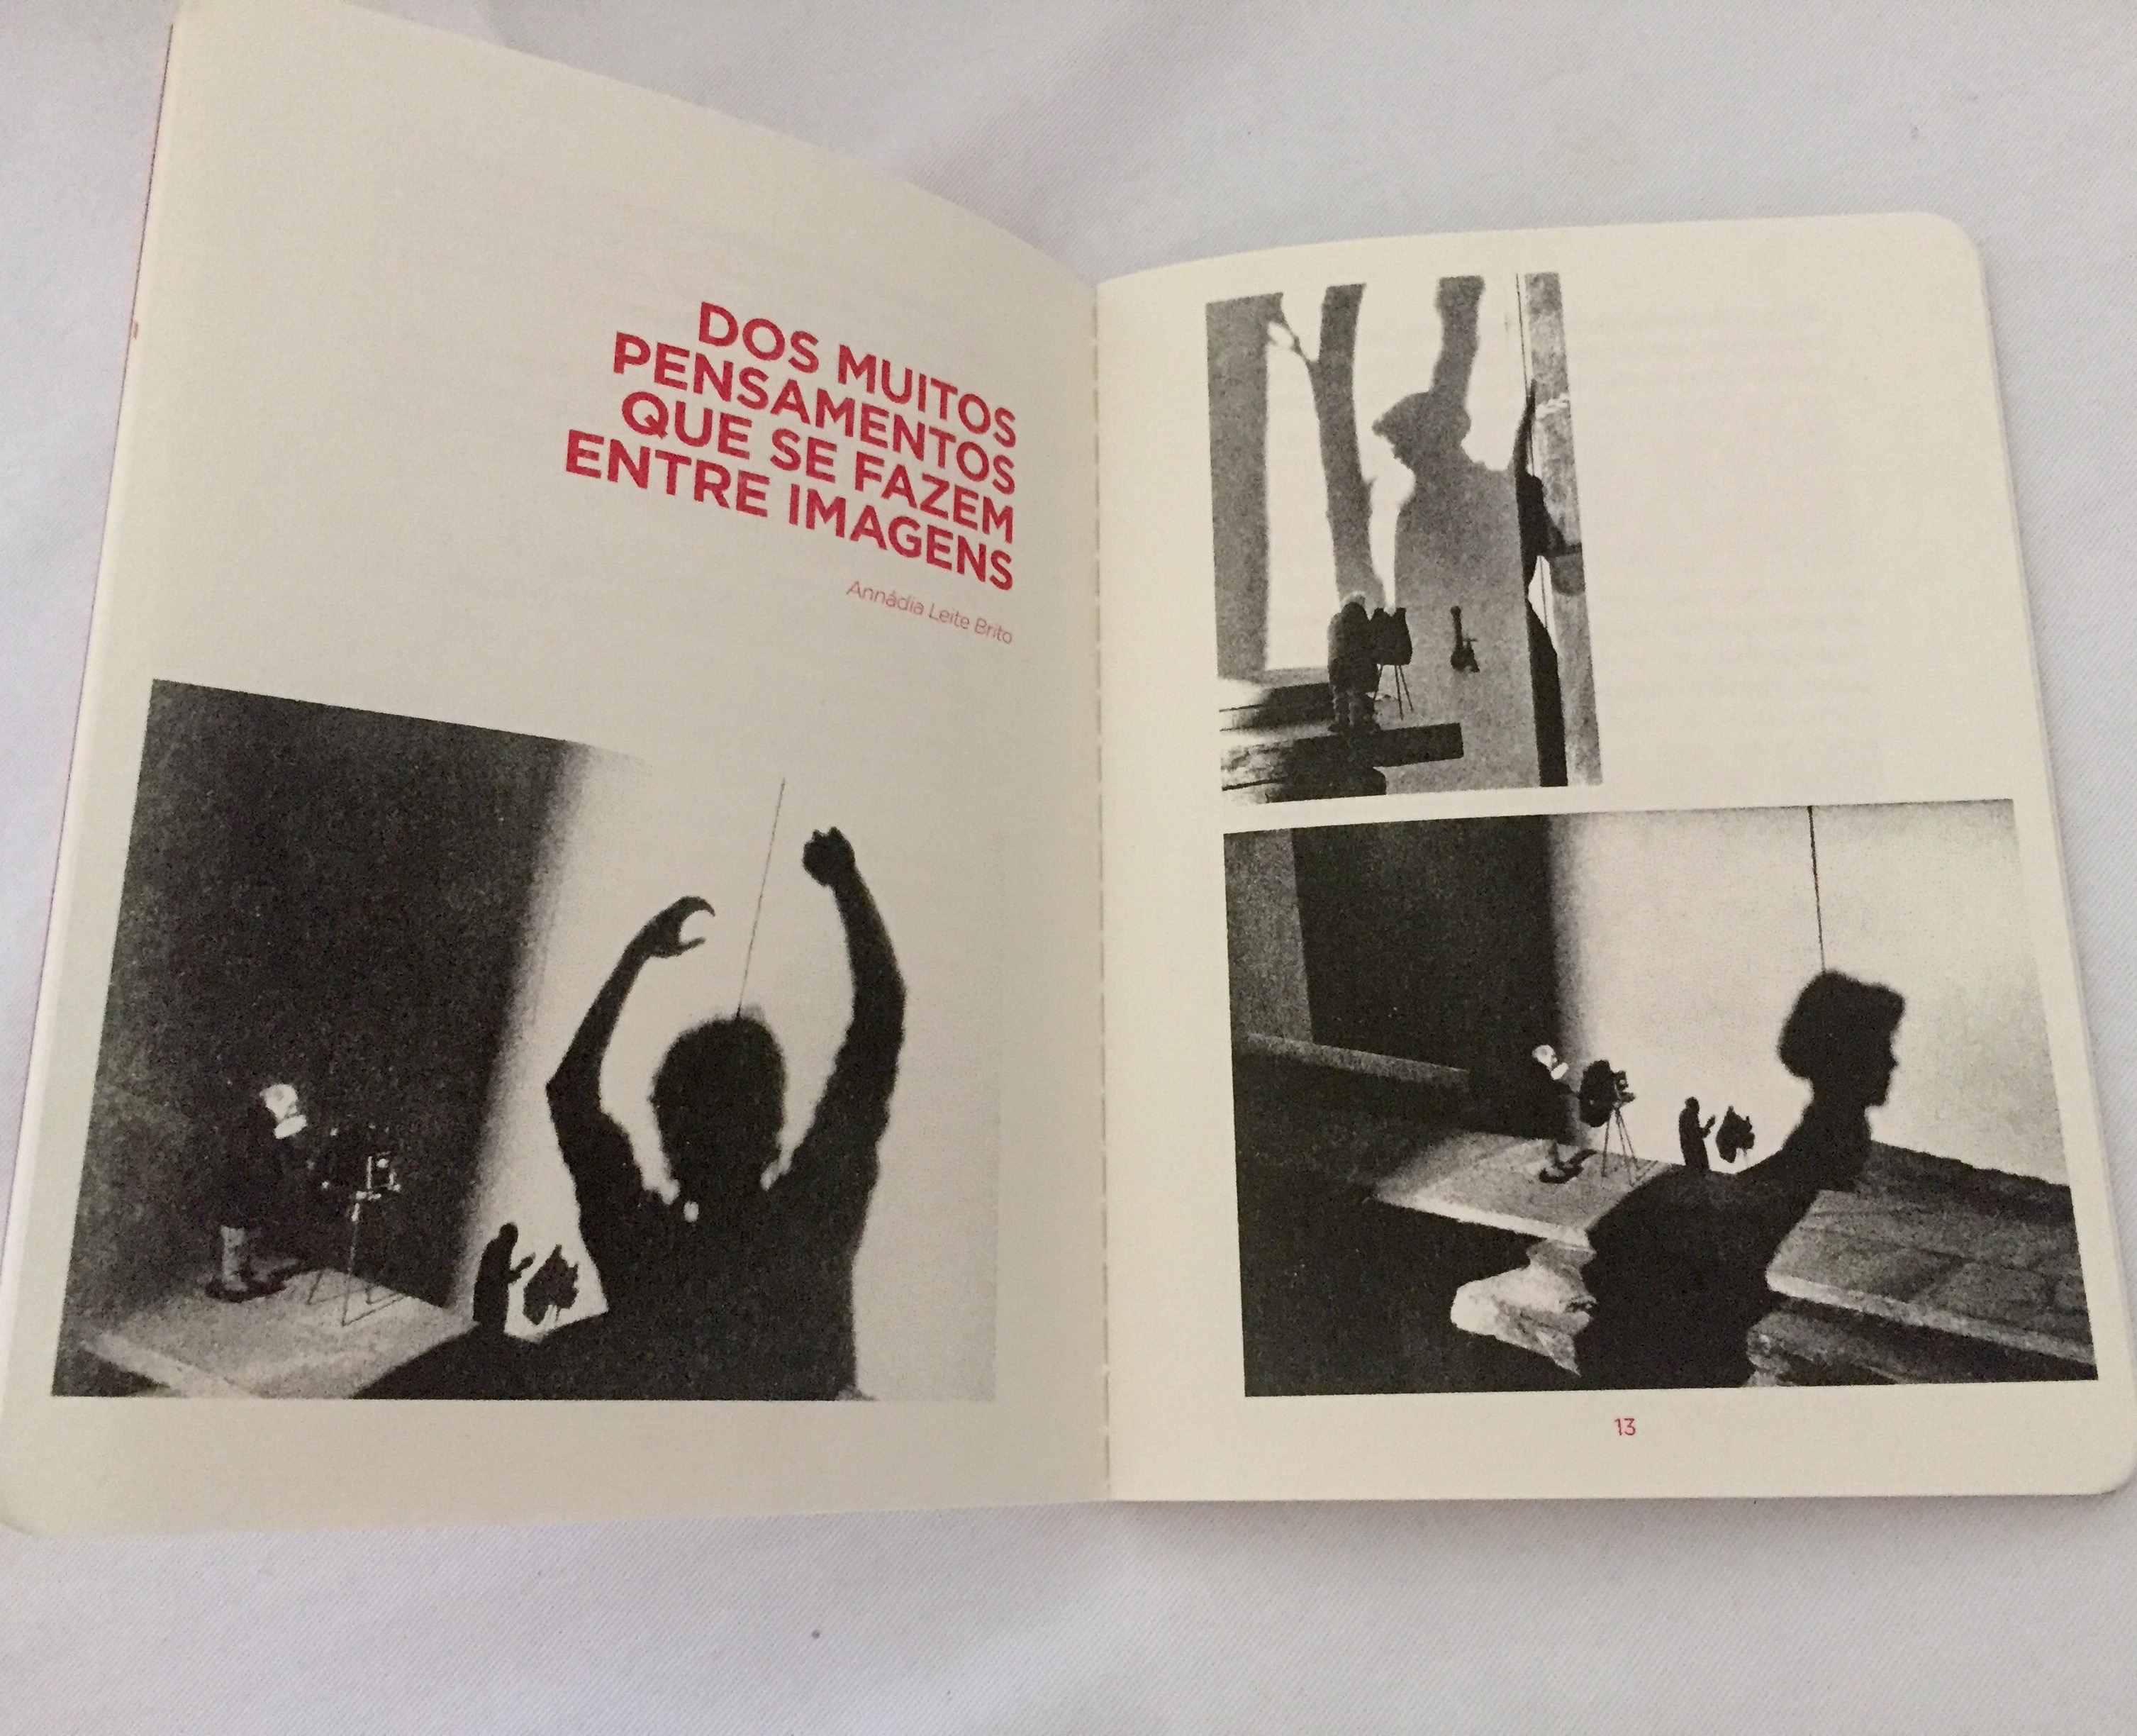 DOS MUITOS
PENSAMENTOS
QUE SE FAZEM
ENTRE IMAGENS
Annádia Leite Brito
13